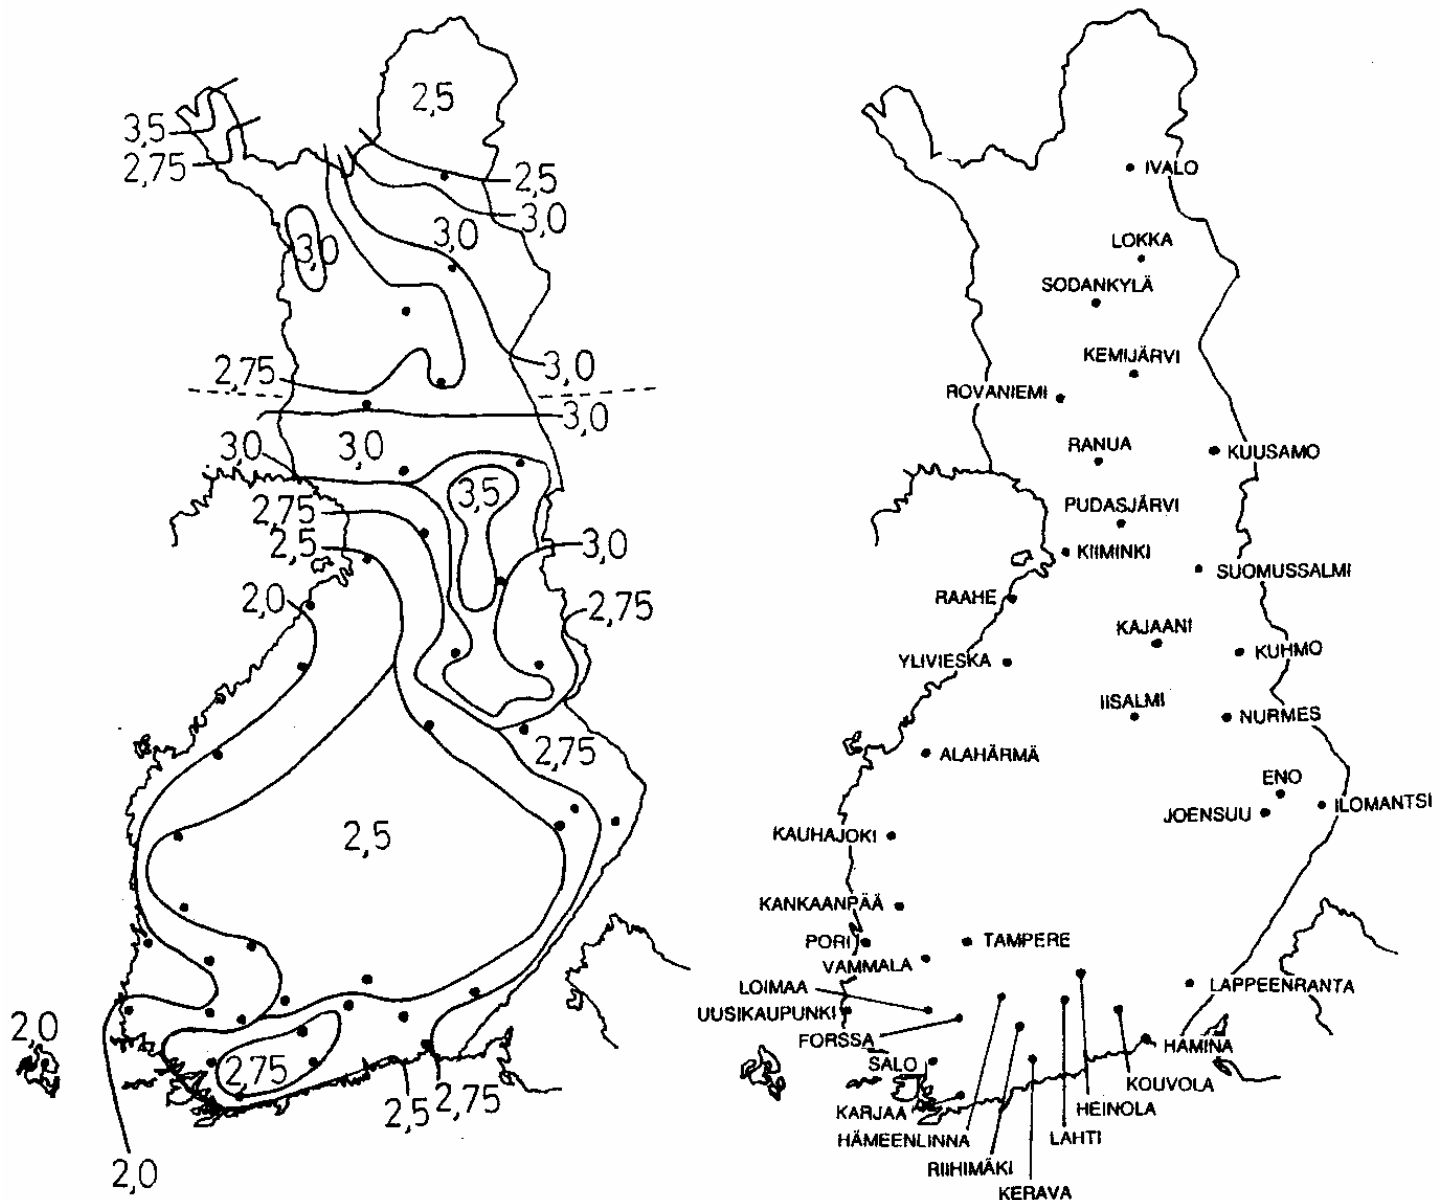 2,5
3,5
2,75
2,5
3,0
3,0
3,0
2,75
3,0
3,0
3,0
3,0
3,5
2,75
2,5
3,0
2,0
2,75
2,75
2,5
2,0
2,75
2,5
2,75
2,0
IVALO
LOKKA
SODANKYLÄ
KEMIJÄRVI
ROVANIEMI
RANUA
KUUSAMO
PUDASJÄRVI
KIIMINKI
SUOMUSSALMI
RAAHE
KAJAANI
KUHMO
YLIVIESKA
IISALMI
NURMES
ALAHÄRMÄ
ENO
ILOMANTSI
JOENSUU
KAUHAJOKI
KANKAANPÄÄ
PORI
TAMPERE
VAMMALA
LOIMAA
LAPPEENRANTA
UUSIKAUPUNKI
FORSSA
HAMINA
SALO
KOUVOLA
KARJAA
HEINOLA
HÄMEENLINNA
LAHTI
RIIHIMÄKI
KERAVA